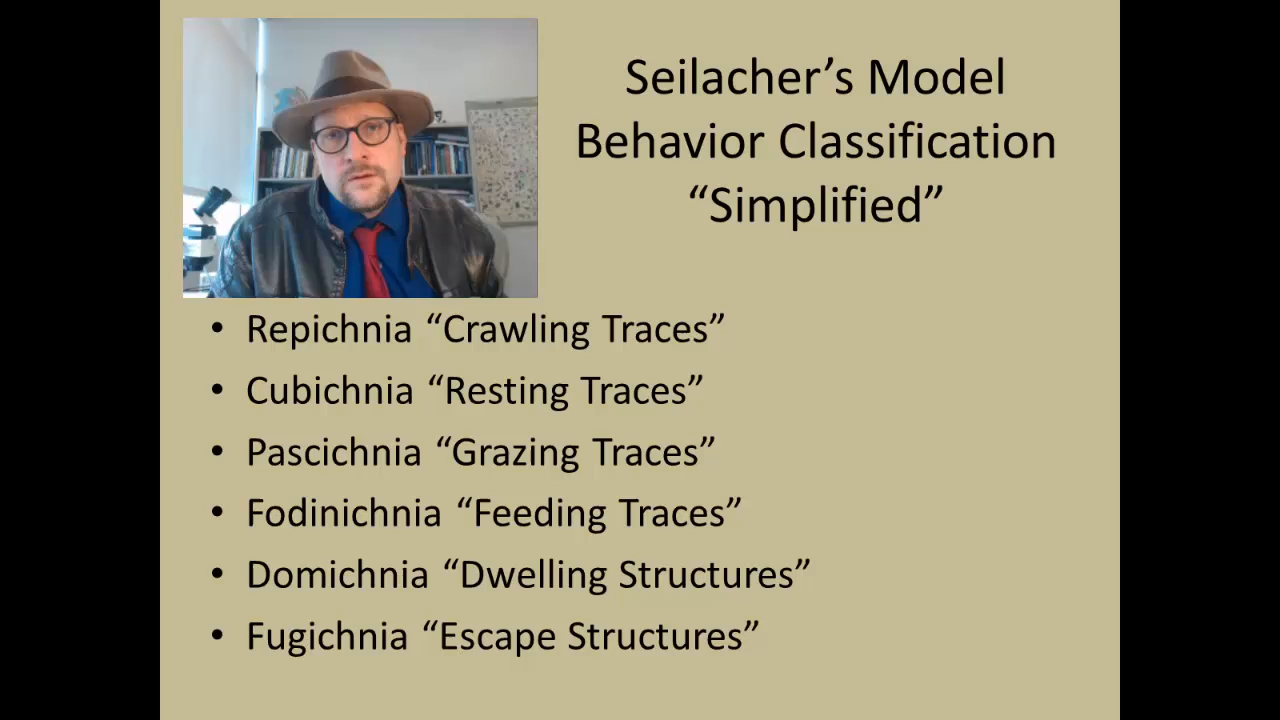 Seilacher’s Model
Behavior Classification
“Simplified”
• Repichnia “Crawling Traces”
• Cubichnia “Resting Traces”
• Pascichnia “Grazing Traces”
• Fodinichnia “Feeding Traces”
• Domichnia “Dwelling Structures”
• Fugichnia “Escape Structures”